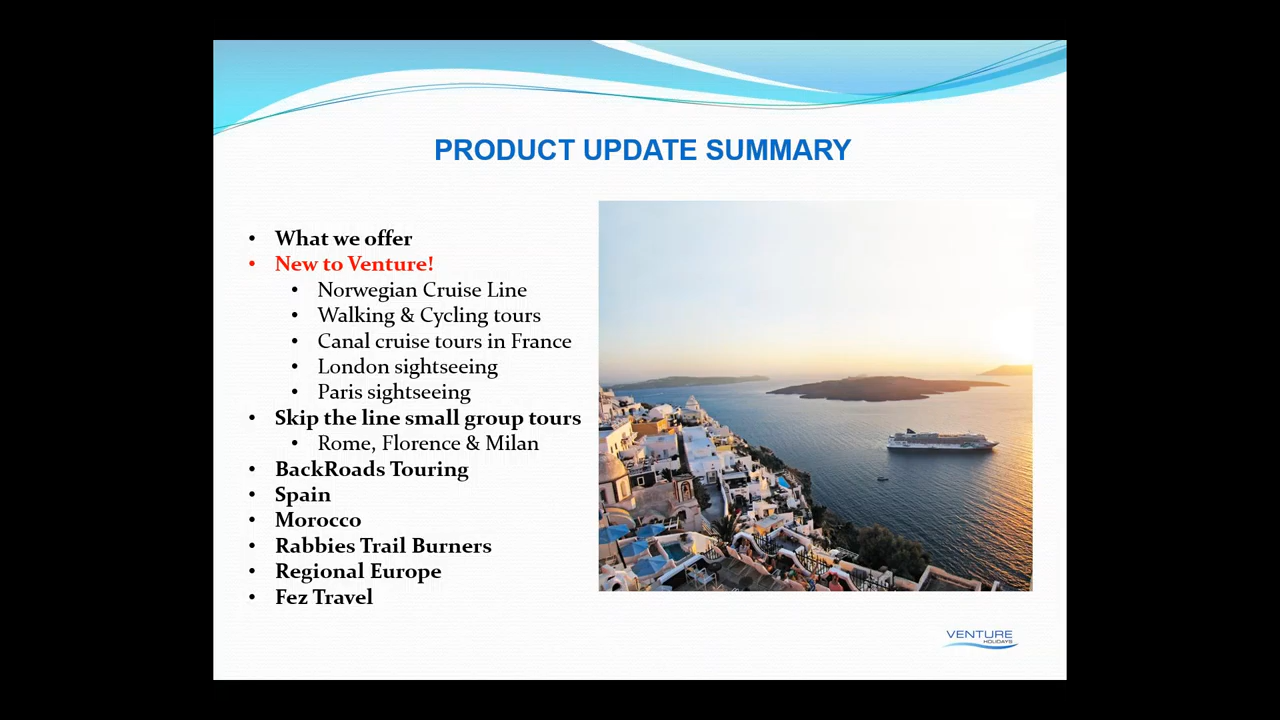 PRODUCT UPDATE SUMMARY
• What we offer
• New to Venture!
• Norwegian Cruise Line
• Walking & Cycling tours
• Canal cruise tours in France
• London sightseeing
• Paris sightseeing
• Skip the line small group tours
• Rome, Florence & Milan
• BackRoads Touring
• Spain
• Morocco
• Rabbies Trail Burners
• Regional Europe
• Fez Travel
VENTURE
HOLIDAYS